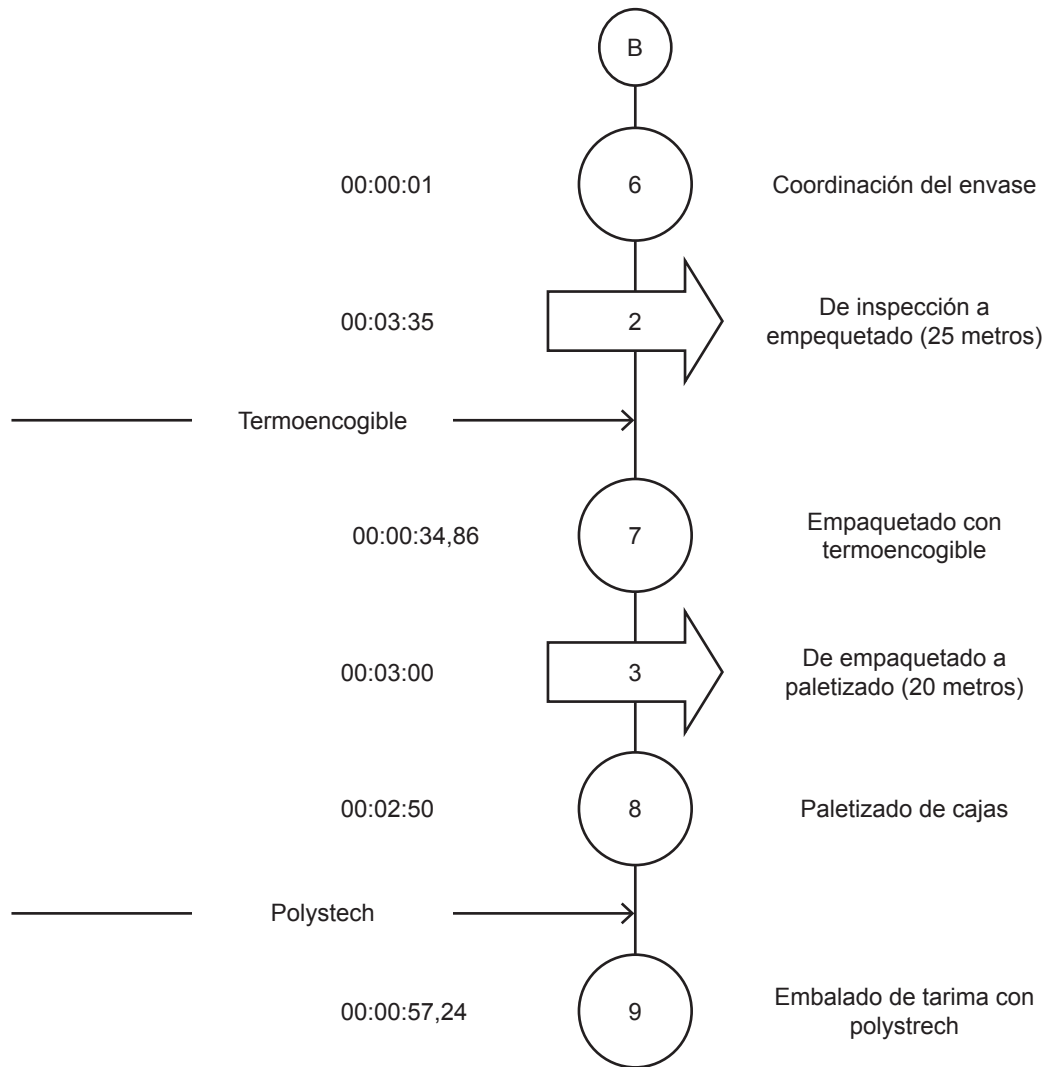 B
00:00:01
6
Coordinación del envase
00:03:35
2
De inspección a
empequetado (25 metros)
Termoencogible
00:00:34,86
7
Empaquetado con
termoencogible
00:03:00
3
De empaquetado a
paletizado (20 metros)
00:02:50
8
Paletizado de cajas
Polystech
00:00:57,24
9
Embalado de tarima con
polystrech